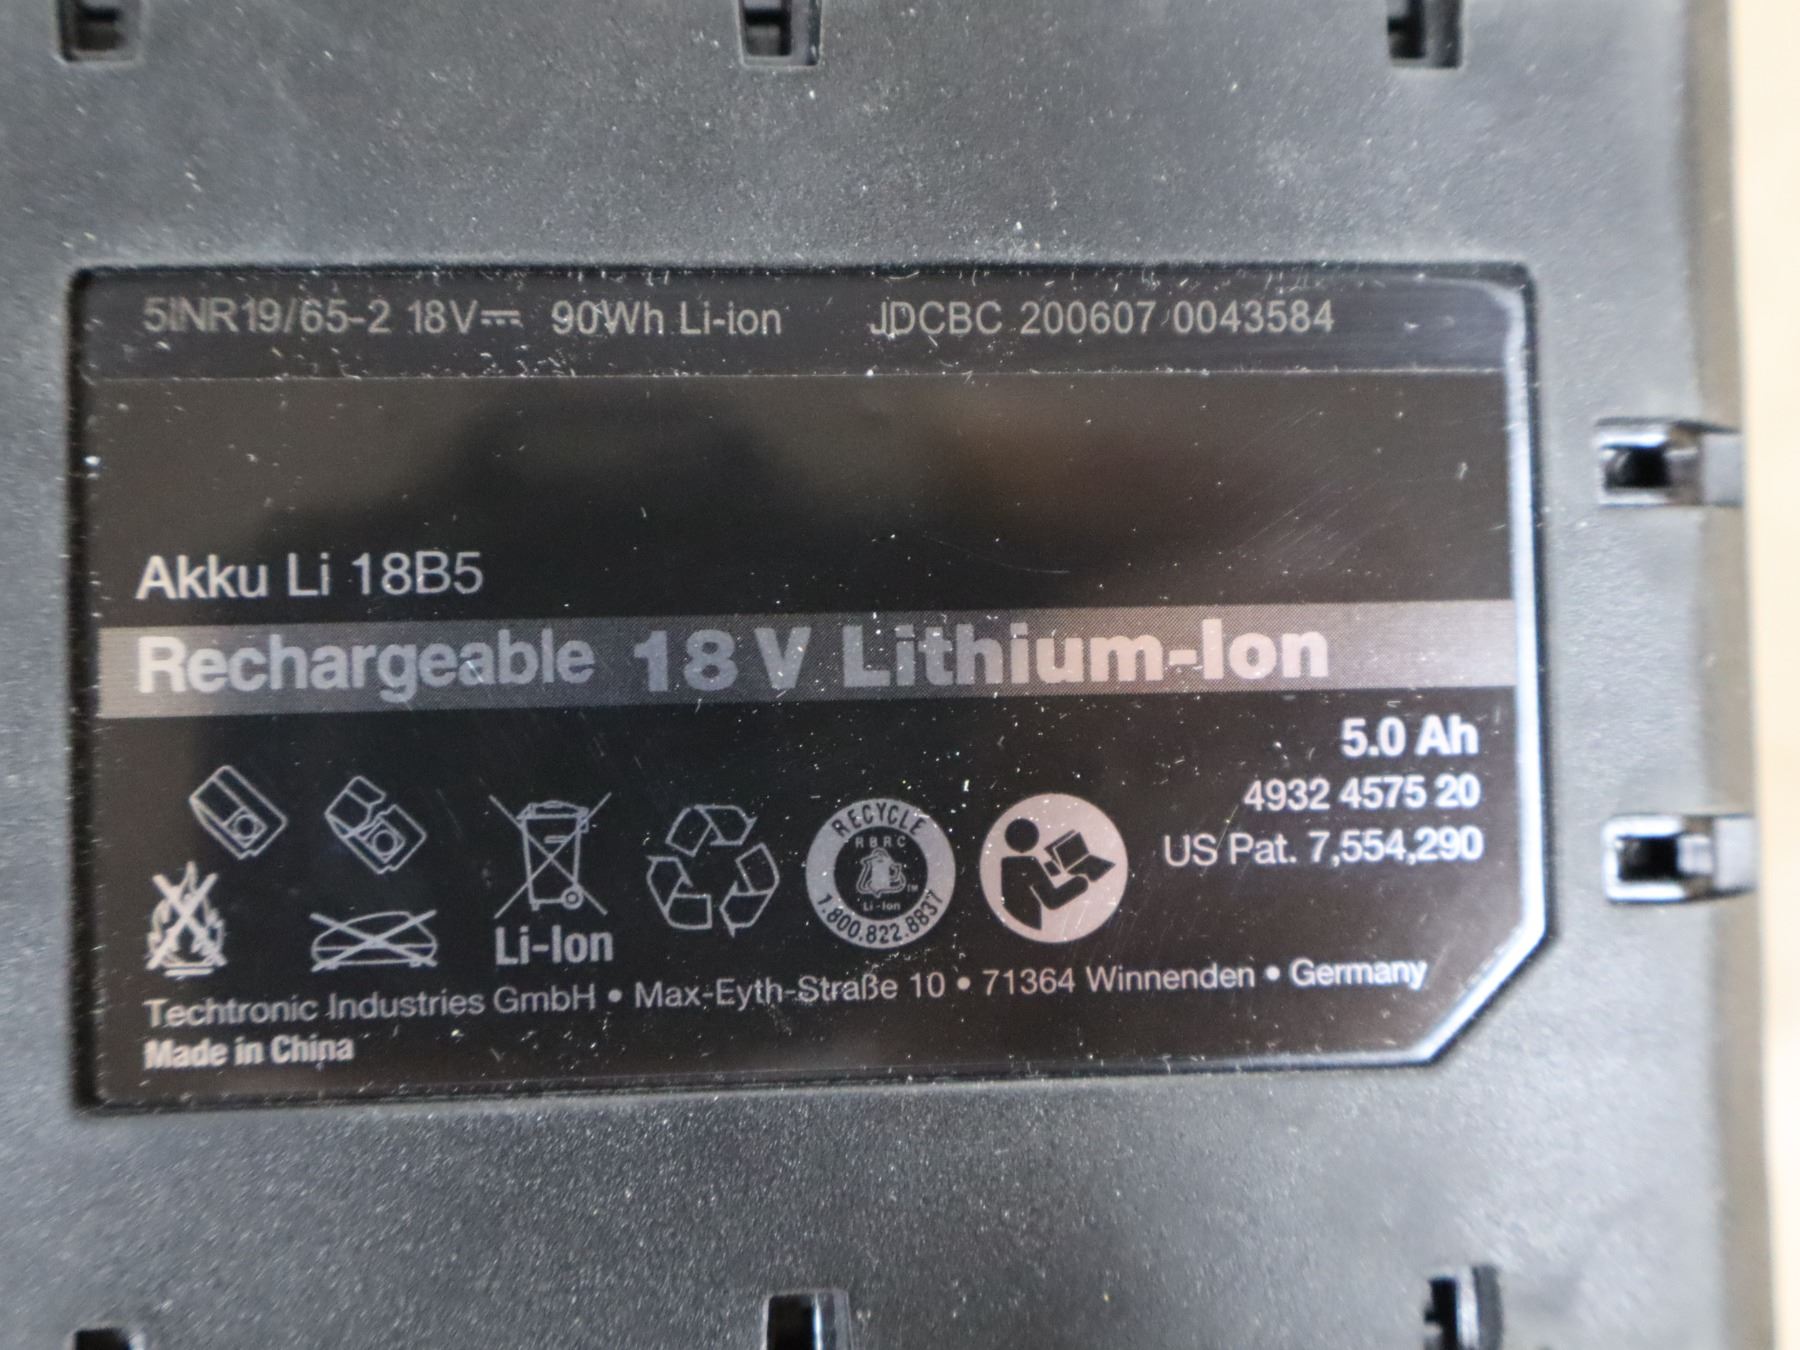 5INR19/65-2 18V⎓ 90Wh Li-ion JDCBC 200607 0043584
Akku Li 18B5
Rechargeable 18 V Lithium-Ion
5.0 Ah
4932 4575 20
US Pat. 7,554,290
RECYCLE
RBRC
TM
Li-Ion
1.800.822.8837
Li-Ion
Techtronic Industries GmbH • Max-Eyth-Straße 10 • 71364 Winnenden • Germany
Made in China